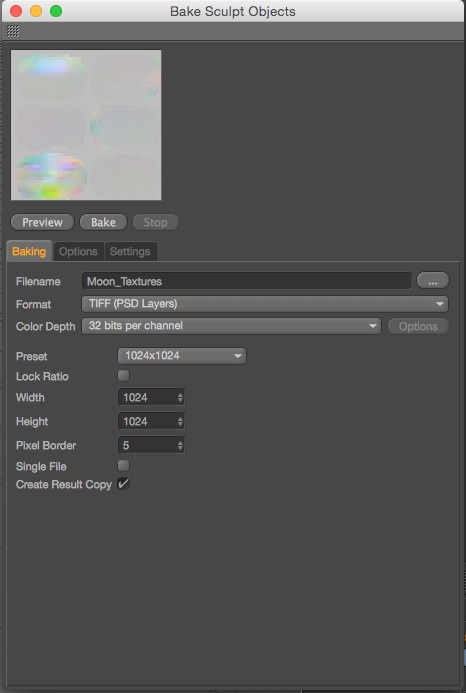 Bake Sculpt Objects
Preview Bake Stop
Baking Options Settings
Filename Moon_Textures ...
Format TIFF (PSD Layers)
Color Depth 32 bits per channel Options
Preset 1024x1024
Lock Ratio
Width 1024
Height 1024
Pixel Border 5
Single File
Create Result Copy